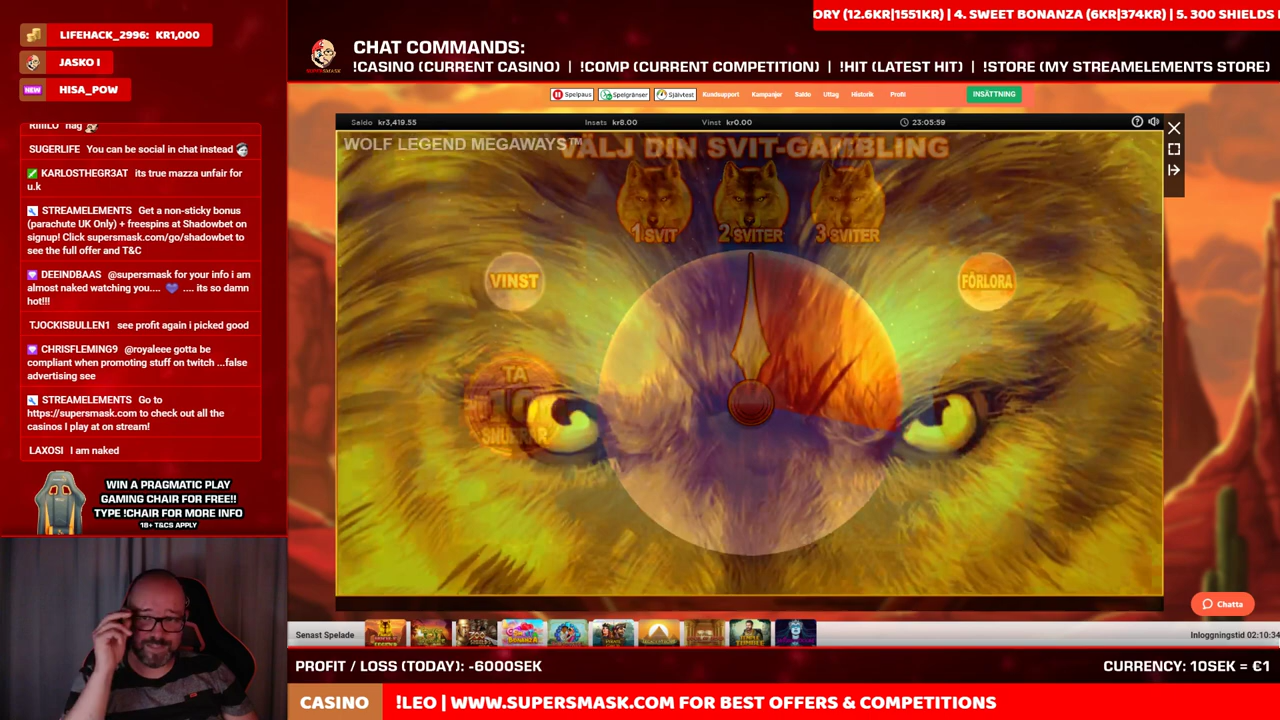 ORY (12.6KR|1551KR) | 4. SWEET BONANZA (6KR|374KR) | 5. 300 SHIELDS
LIFEHACK_2996: KR1,000
JASKO I
NEW HISA_POW
SUPERSMASK
CHAT COMMANDS:
!CASINO (CURRENT CASINO) | !COMP (CURRENT COMPETITION) | !HIT (LATEST HIT) | !STORE (MY STREAMELEMENTS STORE)
Spelpaus Spelgränser Självtest Kundsupport Kampanjer Saldo Uttag Historik Profil INSÄTTNING
Saldo kr3,419.55 Insats kr8.00 Vinst kr0.00 23:05:59
WOLF LEGEND MEGAWAYS™
VÄLJ DIN SVIT-GAMBLING
1 SVIT 2 SVITER 3 SVITER
VINST
FÖRLORA
TA
10
SNURRAR
RIIILO nag
SUGERLIFE You can be social in chat instead
KARLOSTHEGR3AT its true mazza unfair for
u.k
STREAMELEMENTS Get a non-sticky bonus
(parachute UK Only) + freespins at Shadowbet on
signup! Click supersmask.com/go/shadowbet to
see the full offer and T&C
DEEINDBAAS @supersmask for your info i am
almost naked watching you.... .... its so damn
hot!!!
TJOCKISBULLEN1 see profit again i picked good
CHRISFLEMING9 @royaleee gotta be
compliant when promoting stuff on twitch ...false
advertising see
STREAMELEMENTS Go to
https://supersmask.com to check out all the
casinos I play at on stream!
LAXOSI I am naked
WIN A PRAGMATIC PLAY
GAMING CHAIR FOR FREE!!
TYPE !CHAIR FOR MORE INFO
18+ T&CS APPLY
Chatta
Senast Spelade
Inloggningstid 02:10:34
PROFIT / LOSS (TODAY): -6000SEK
CURRENCY: 10SEK = €1
CASINO
!LEO | WWW.SUPERSMASK.COM FOR BEST OFFERS & COMPETITIONS